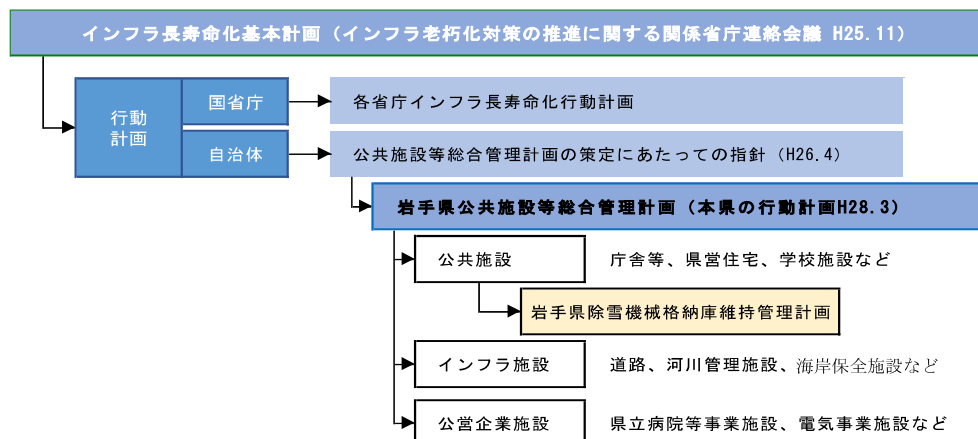 インフラ長寿命化基本計画（インフラ老朽化対策の推進に関する関係省庁連絡会議 H25.11）
行動
計画
国省庁
各省庁インフラ長寿命化行動計画
自治体
公共施設等総合管理計画の策定にあたっての指針（H26.4）
岩手県公共施設等総合管理計画（本県の行動計画H28.3）
公共施設
庁舎等、県営住宅、学校施設など
岩手県除雪機械格納庫維持管理計画
インフラ施設
道路、河川管理施設、海岸保全施設など
公営企業施設
県立病院等事業施設、電気事業施設など